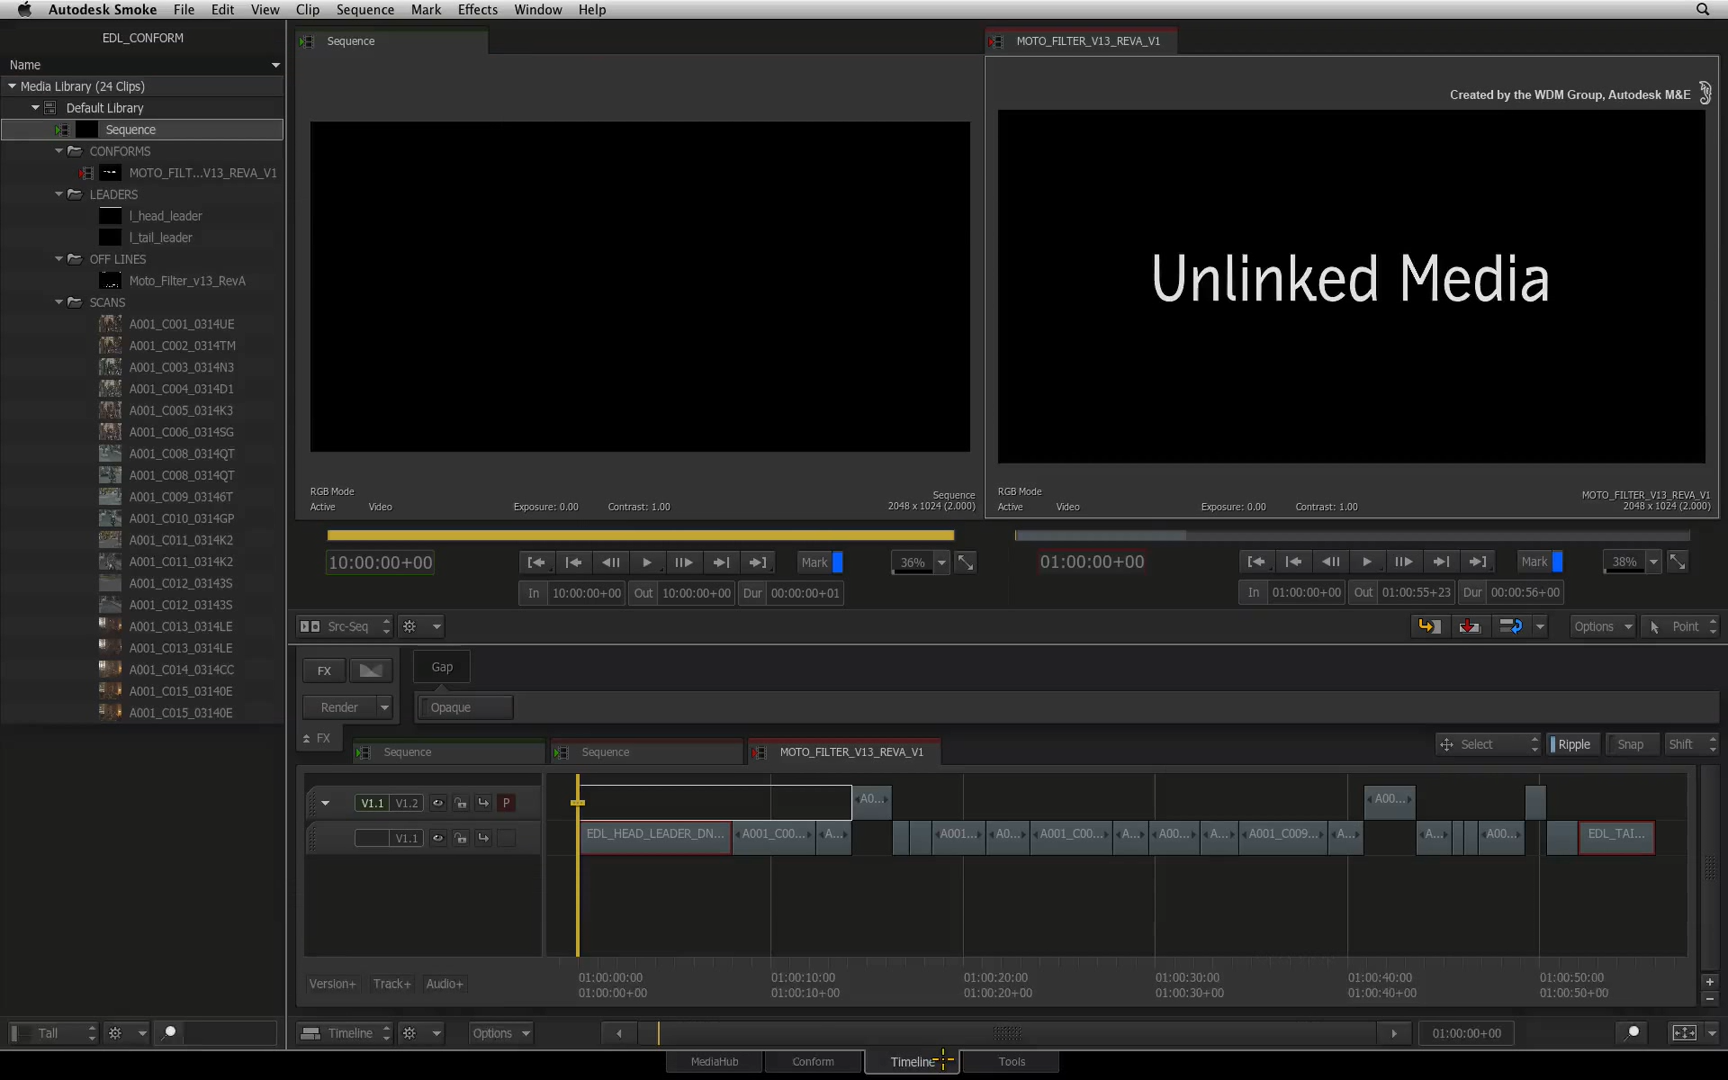 Autodesk Smoke File Edit View Clip Sequence Mark Effects Window Help
EDL_CONFORM
Name
Media Library (24 Clips)
Default Library
Sequence
CONFORMS
MOTO_FILT...V13_REVA_V1
LEADERS
l_head_leader
l_tail_leader
OFF LINES
Moto_Filter_v13_RevA
SCANS
A001_C001_0314UE
A001_C002_0314TM
A001_C003_0314N3
A001_C004_0314D1
A001_C005_0314K3
A001_C006_0314SG
A001_C008_0314QT
A001_C008_0314QT
A001_C009_03146T
A001_C010_0314GP
A001_C011_0314K2
A001_C011_0314K2
A001_C012_03143S
A001_C012_03143S
A001_C013_0314LE
A001_C013_0314LE
A001_C014_0314CC
A001_C015_03140E
A001_C015_03140E
Tall
Sequence
RGB Mode
Sequence
Active Video Exposure: 0.00 Contrast: 1.00 2048 x 1024 (2.000)
10:00:00+00 Mark 36%
In 10:00:00+00 Out 10:00:00+00 Dur 00:00:00+01
MOTO_FILTER_V13_REVA_V1
Created by the WDM Group, Autodesk M&E
Unlinked Media
RGB Mode
MOTO_FILTER_V13_REVA_V1
Active Video Exposure: 0.00 Contrast: 1.00 2048 x 1024 (2.000)
01:00:00+00 Mark 38%
In 01:00:00+00 Out 01:00:55+23 Dur 00:00:56+00
Src-Seq Options Point
FX Gap
Render Opaque
FX Sequence Sequence MOTO_FILTER_V13_REVA_V1 Select Ripple Snap Shift
V1.1 V1.2 P A0... A00...
V1.1 EDL_HEAD_LEADER_DN... A001_C00... A... A001... A0... A001_C00... A... A00... A... A001_C009... A... A... A00... EDL_TAI...
Version+ Track+ Audio+
01:00:00:00 01:00:10:00 01:00:20:00 01:00:30:00 01:00:40:00 01:00:50:00
01:00:00+00 01:00:10+00 01:00:20+00 01:00:30+00 01:00:40+00 01:00:50+00
Timeline Options 01:00:00+00
MediaHub Conform Timeline Tools